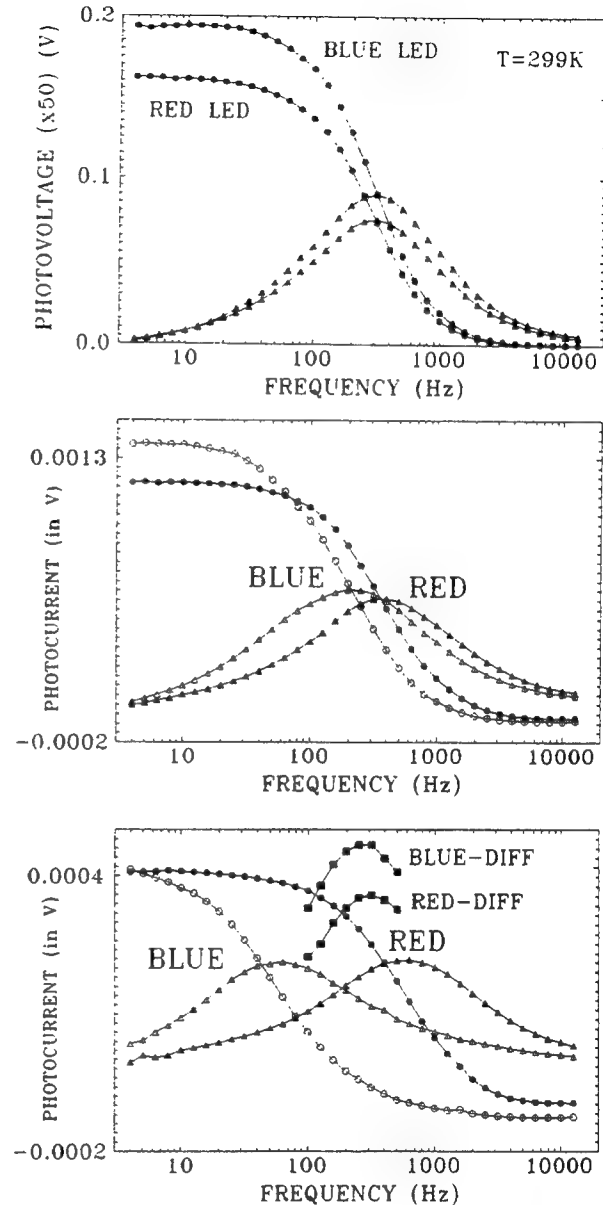 0.2
BLUE LED
T=299K
RED LED
0.1
0.0
PHOTOVOLTAGE (x50) (V)
10
100
1000
10000
FREQUENCY (Hz)
0.0013
BLUE
RED
-0.0002
PHOTOCURRENT (in V)
10
100
1000
10000
FREQUENCY (Hz)
0.0004
BLUE-DIFF
RED-DIFF
BLUE
RED
-0.0002
PHOTOCURRENT (in V)
10
100
1000
10000
FREQUENCY (Hz)